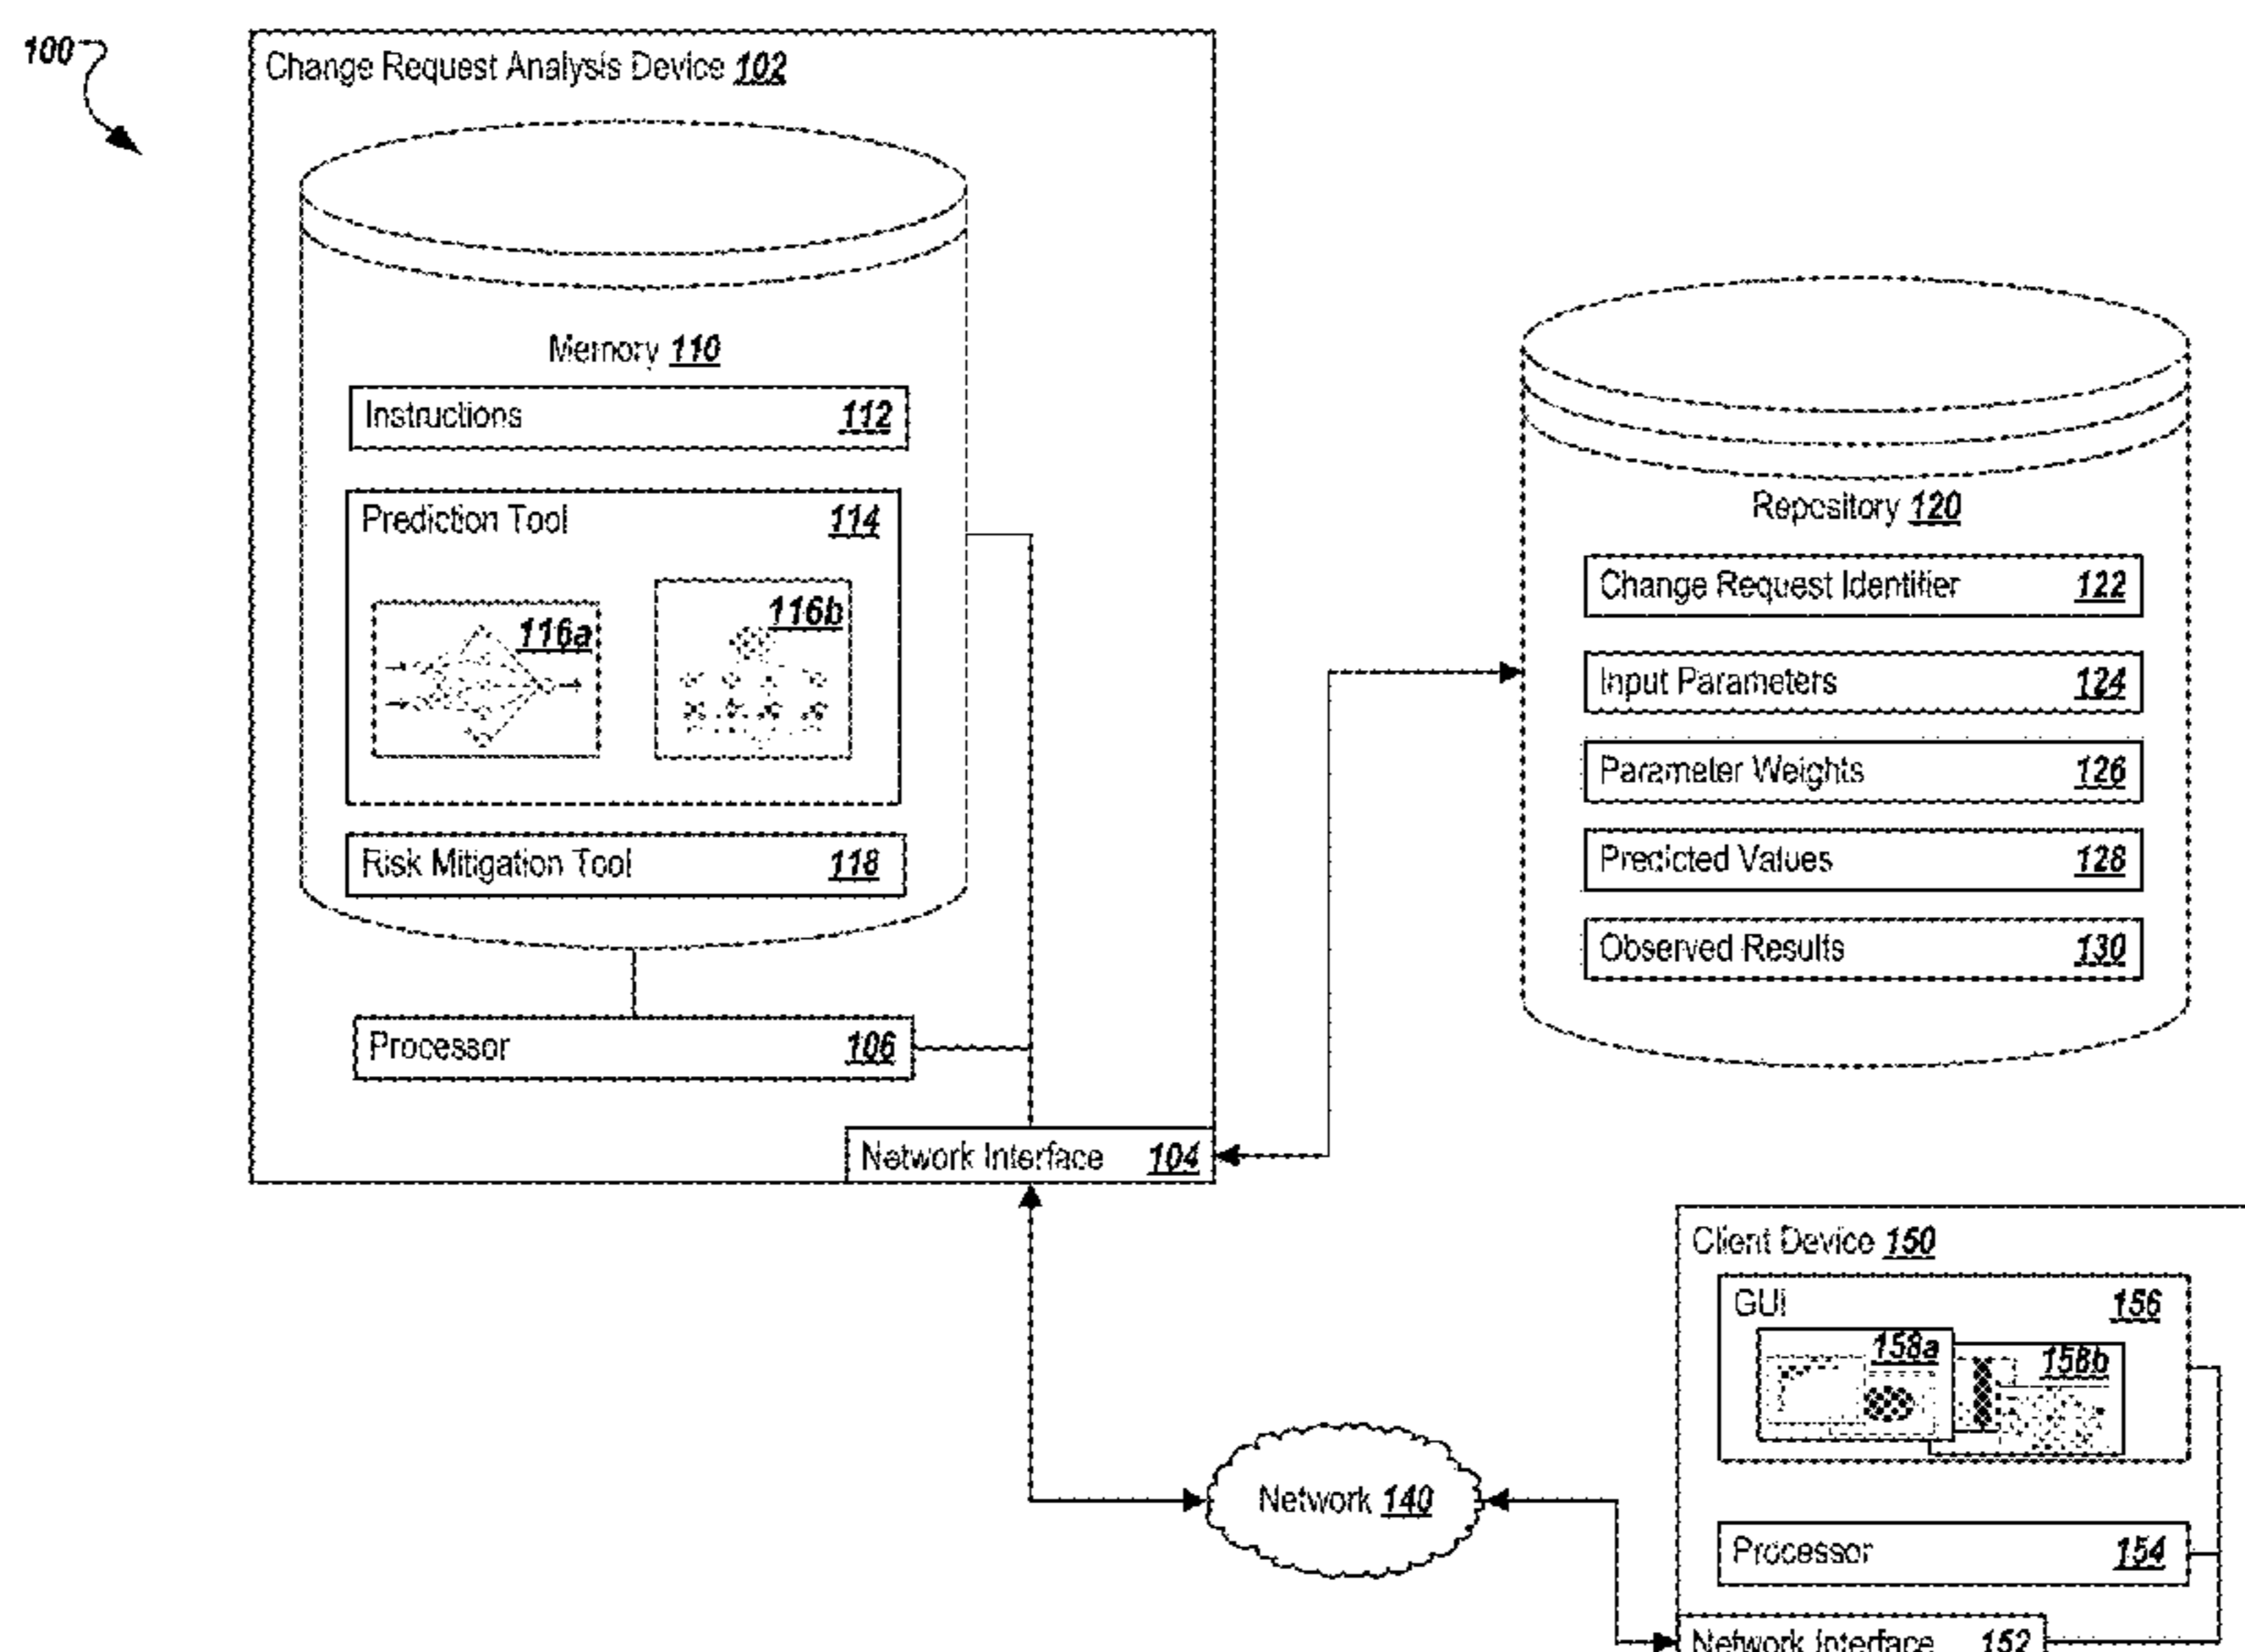 100
Change Request Analysis Device 102
Memory 110
Instructions 112
Prediction Tool 114
116a
116b
Risk Mitigation Tool 118
Processor 106
Network Interface 104
Repository 120
Change Request Identifier 122
Input Parameters 124
Parameter Weights 126
Predicted Values 128
Observed Results 130
Network 140
Client Device 150
GUI 156
158a
158b
Processor 154
Network Interface 152